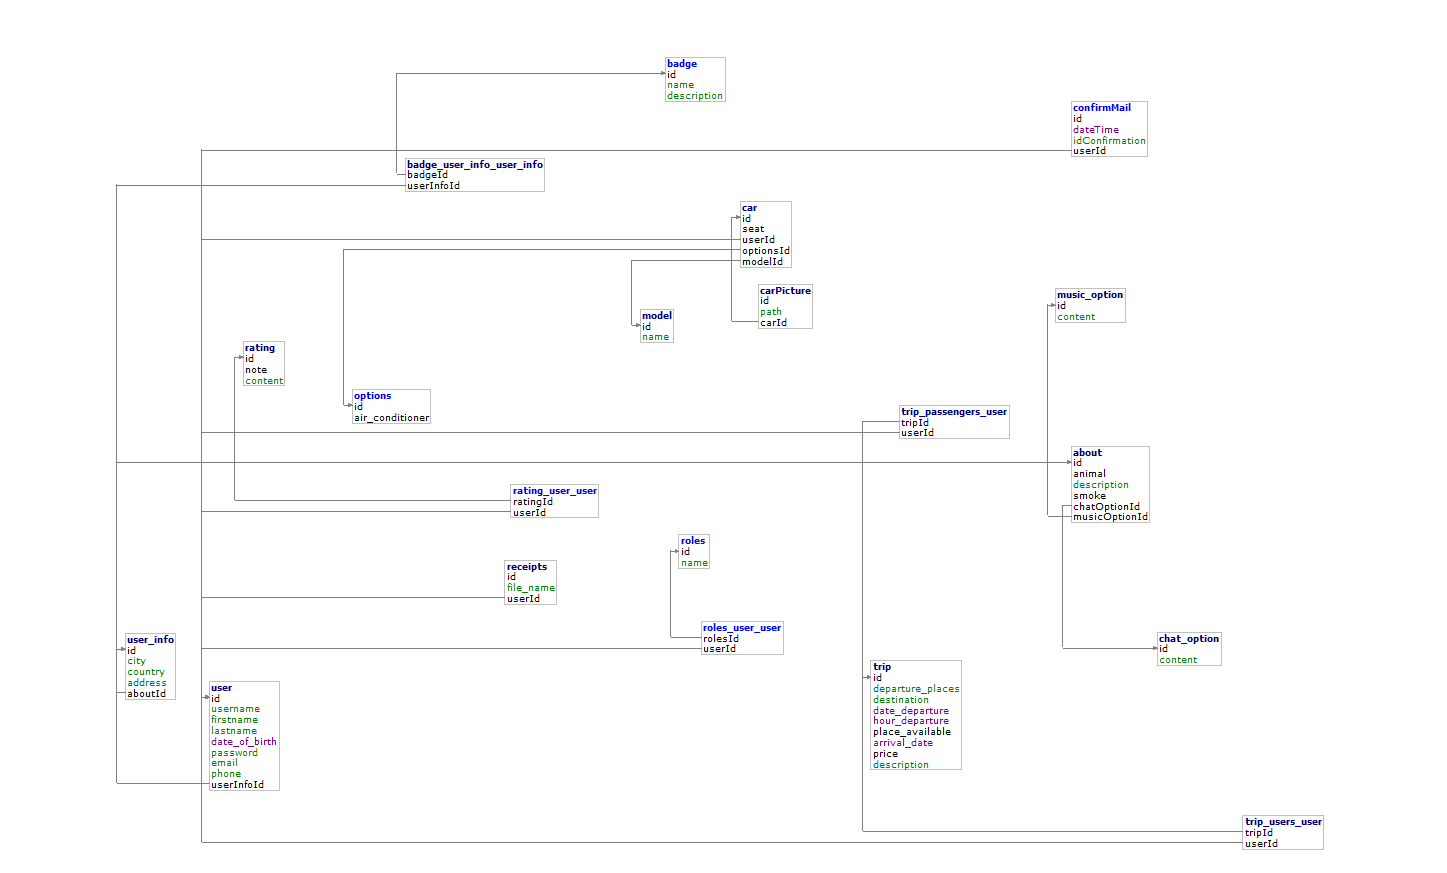 badge
id
name
description
confirmMail
id
dateTime
idConfirmation
userId
badge_user_info_user_info
badgeId
userInfoId
car
id
seat
userId
optionsId
modelId
carPicture
id
path
carId
music_option
id
content
model
id
name
rating
id
note
content
options
id
air_conditioner
trip_passengers_user
tripId
userId
about
id
animal
description
smoke
chatOptionId
musicOptionId
rating_user_user
ratingId
userId
roles
id
name
receipts
id
file_name
userId
roles_user_user
rolesId
userId
user_info
id
city
country
address
aboutId
chat_option
id
content
trip
id
departure_places
destination
date_departure
hour_departure
place_available
arrival_date
price
description
user
id
username
firstname
lastname
date_of_birth
password
email
phone
userInfoId
trip_users_user
tripId
userId